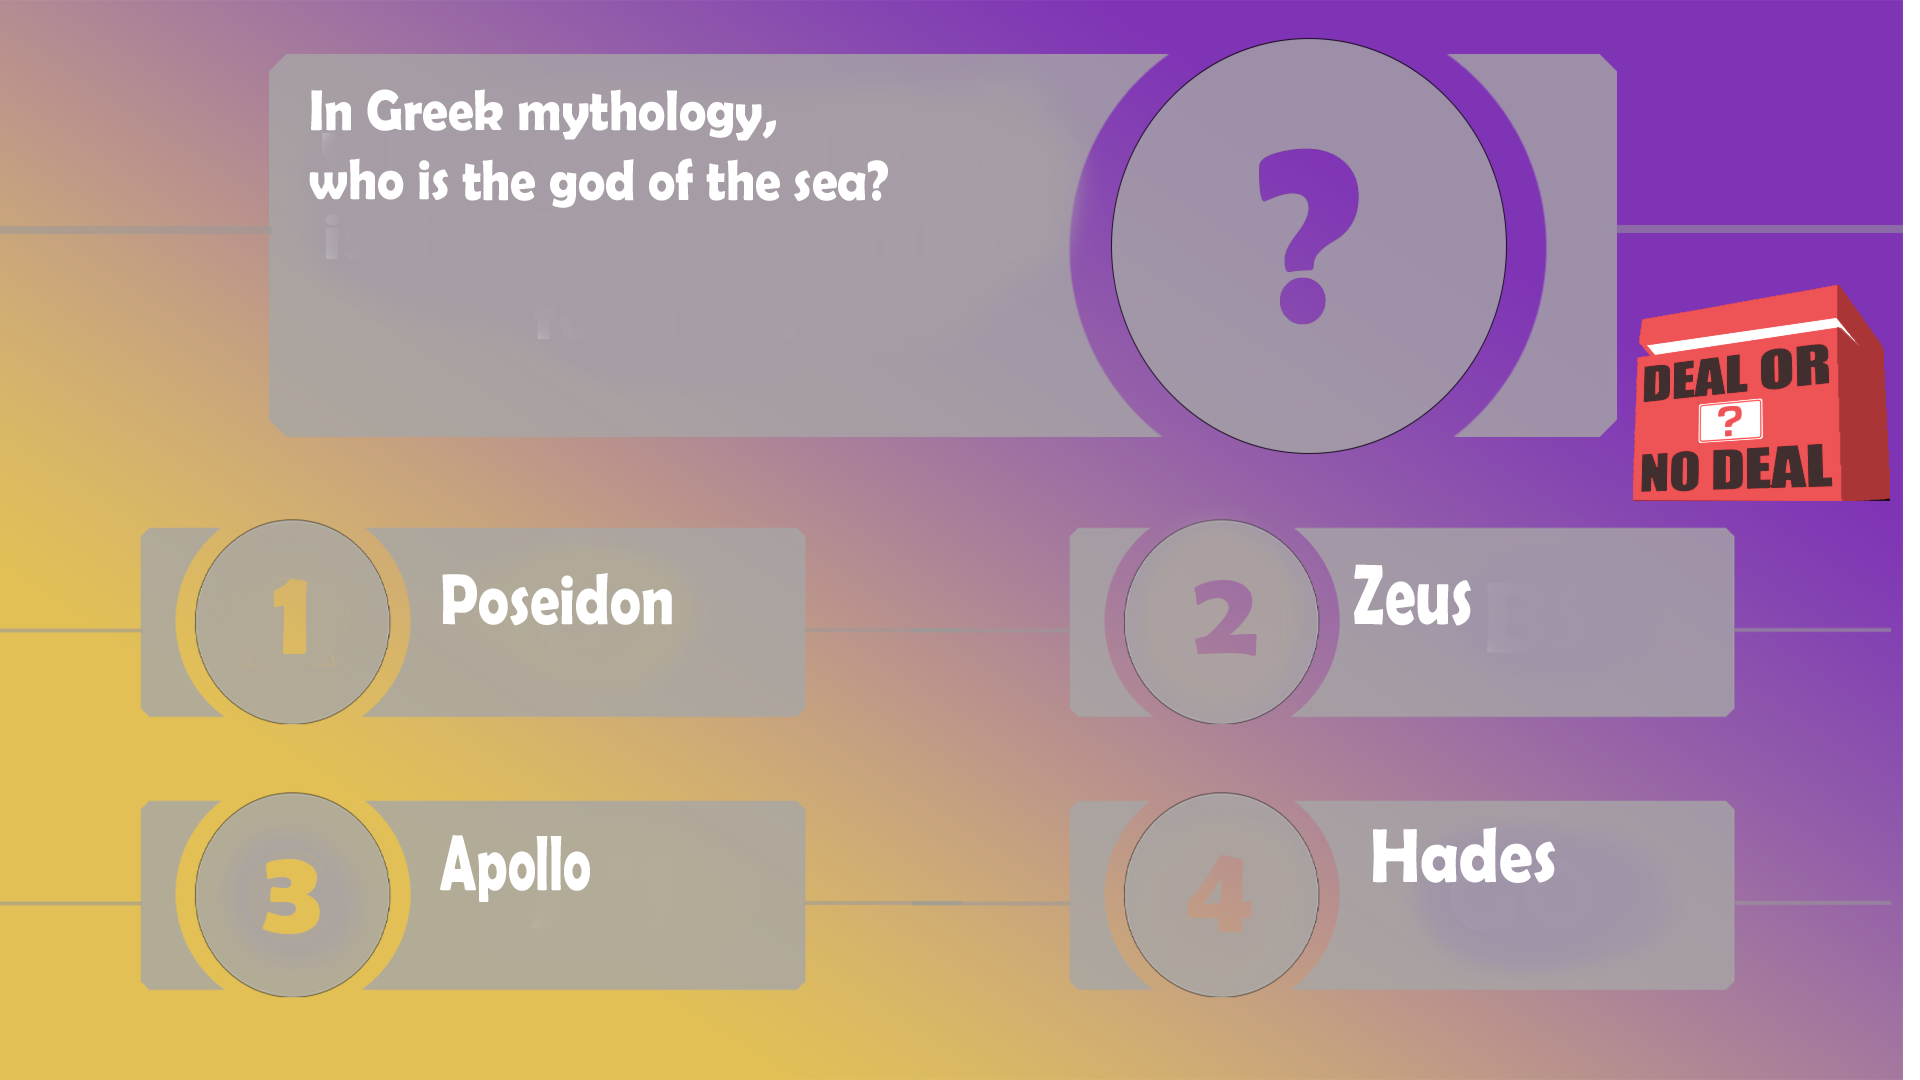 In Greek mythology,
who is the god of the sea?
?
DEAL OR
?
NO DEAL
1
Poseidon
2
Zeus
3
Apollo
4
Hades